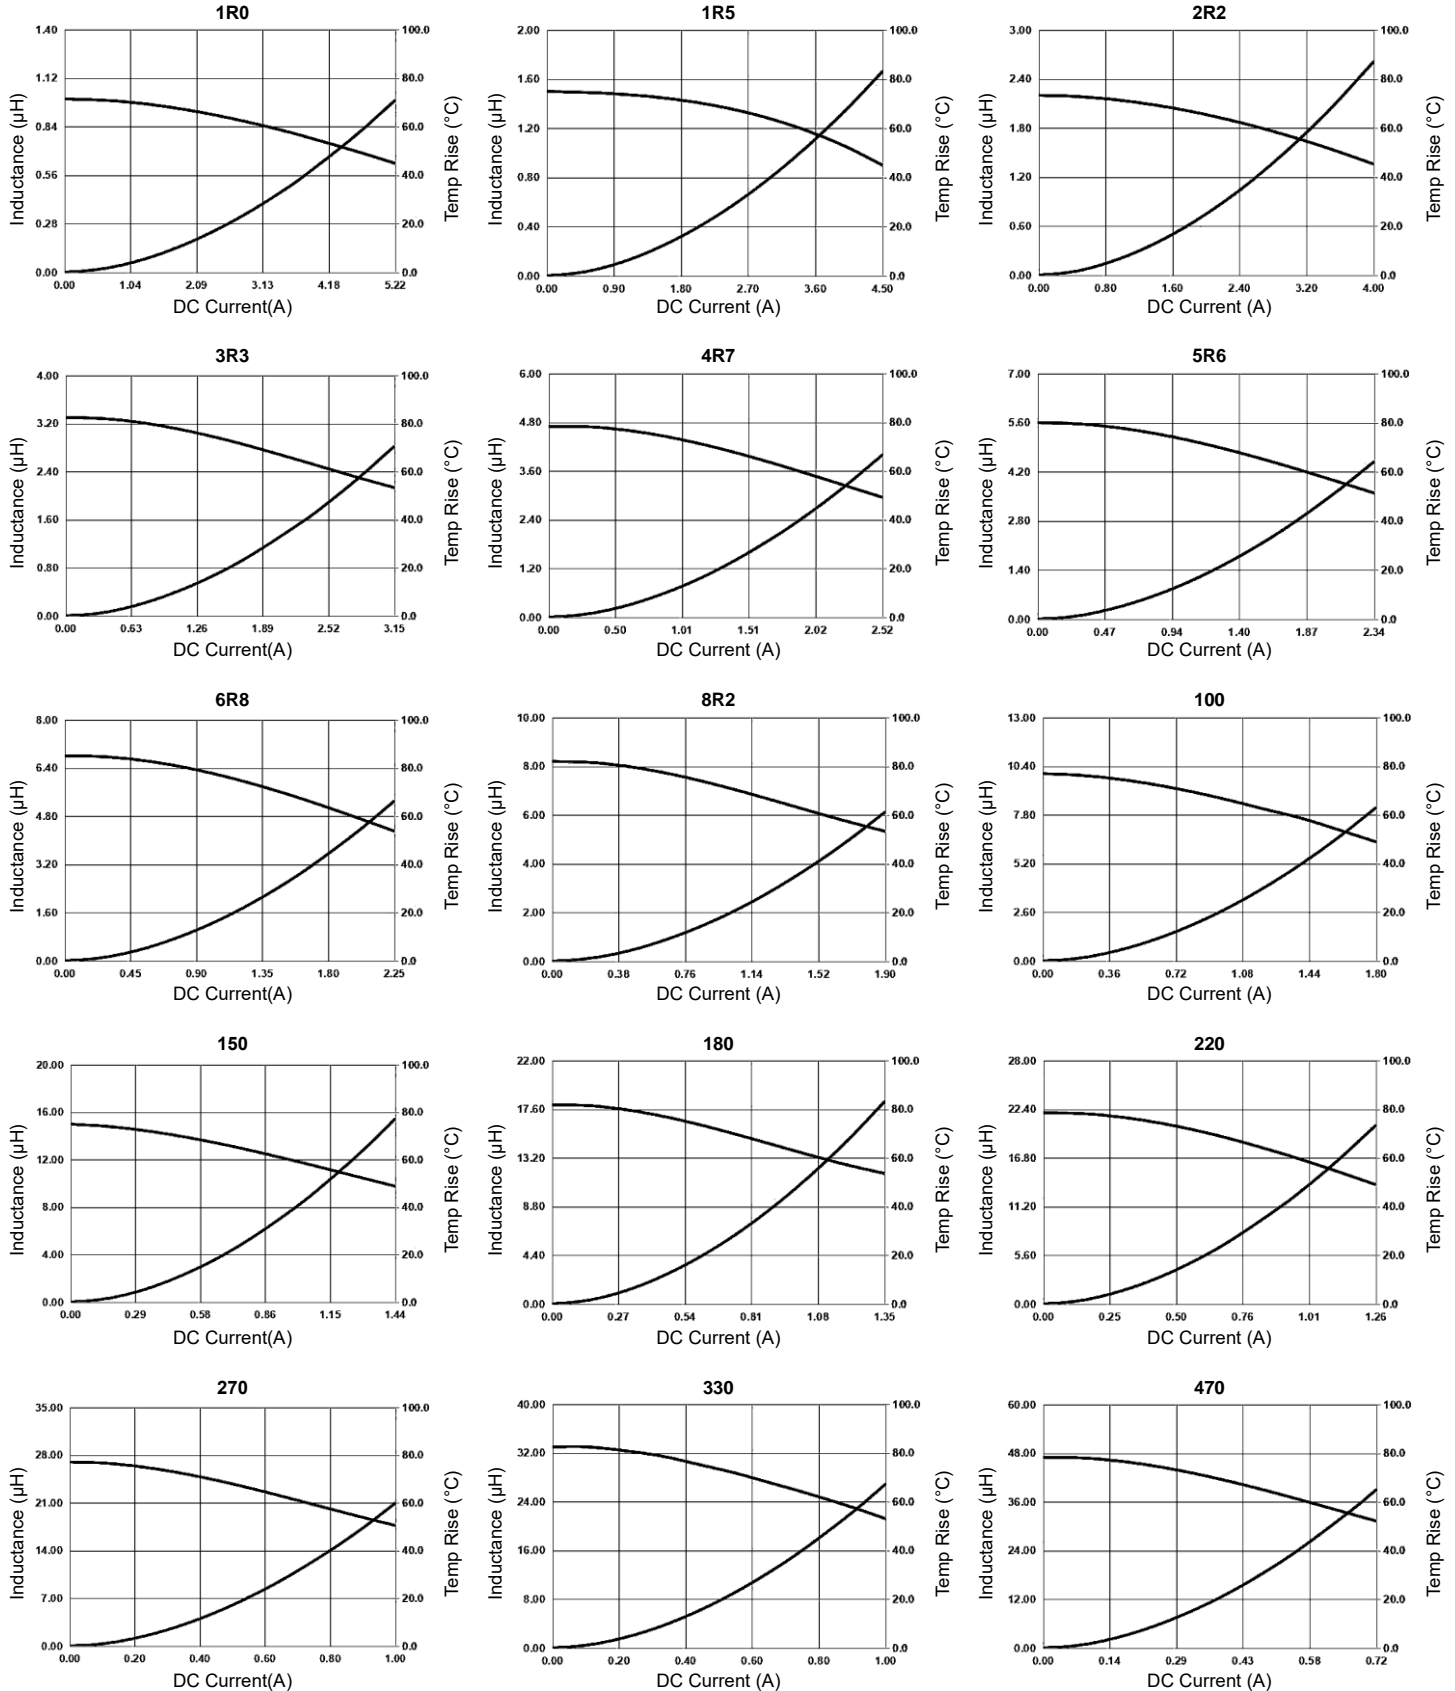 1R0
1.40
1.12
0.84
0.56
0.28
0.00
100.0
80.0
60.0
40.0
20.0
0.0
0.00 1.04 2.09 3.13 4.18 5.22
Inductance (µH)
Temp Rise (°C)
DC Current(A)
1R5
2.00
1.60
1.20
0.80
0.40
0.00
100.0
80.0
60.0
40.0
20.0
0.0
0.00 0.90 1.80 2.70 3.60 4.50
Inductance (µH)
Temp Rise (°C)
DC Current (A)
2R2
3.00
2.40
1.80
1.20
0.60
0.00
100.0
80.0
60.0
40.0
20.0
0.0
0.00 0.80 1.60 2.40 3.20 4.00
Inductance (µH)
Temp Rise (°C)
DC Current (A)
3R3
4.00
3.20
2.40
1.60
0.80
0.00
100.0
80.0
60.0
40.0
20.0
0.0
0.00 0.63 1.26 1.89 2.52 3.15
Inductance (µH)
Temp Rise (°C)
DC Current(A)
4R7
6.00
4.80
3.60
2.40
1.20
0.00
100.0
80.0
60.0
40.0
20.0
0.0
0.00 0.50 1.01 1.51 2.02 2.52
Inductance (µH)
Temp Rise (°C)
DC Current (A)
5R6
7.00
5.60
4.20
2.80
1.40
0.00
100.0
80.0
60.0
40.0
20.0
0.0
0.00 0.47 0.94 1.40 1.87 2.34
Inductance (µH)
Temp Rise (°C)
DC Current (A)
6R8
8.00
6.40
4.80
3.20
1.60
0.00
100.0
80.0
60.0
40.0
20.0
0.0
0.00 0.45 0.90 1.35 1.80 2.25
Inductance (µH)
Temp Rise (°C)
DC Current(A)
8R2
10.00
8.00
6.00
4.00
2.00
0.00
100.0
80.0
60.0
40.0
20.0
0.0
0.00 0.38 0.76 1.14 1.52 1.90
Inductance (µH)
Temp Rise (°C)
DC Current (A)
100
13.00
10.40
7.80
5.20
2.60
0.00
100.0
80.0
60.0
40.0
20.0
0.0
0.00 0.36 0.72 1.08 1.44 1.80
Inductance (µH)
Temp Rise (°C)
DC Current (A)
150
20.00
16.00
12.00
8.00
4.00
0.00
100.0
80.0
60.0
40.0
20.0
0.0
0.00 0.29 0.58 0.86 1.15 1.44
Inductance (µH)
Temp Rise (°C)
DC Current(A)
180
22.00
17.60
13.20
8.80
4.40
0.00
100.0
80.0
60.0
40.0
20.0
0.0
0.00 0.27 0.54 0.81 1.08 1.35
Inductance (µH)
Temp Rise (°C)
DC Current (A)
220
28.00
22.40
16.80
11.20
5.60
0.00
100.0
80.0
60.0
40.0
20.0
0.0
0.00 0.25 0.50 0.76 1.01 1.26
Inductance (µH)
Temp Rise (°C)
DC Current (A)
270
35.00
28.00
21.00
14.00
7.00
0.00
100.0
80.0
60.0
40.0
20.0
0.0
0.00 0.20 0.40 0.60 0.80 1.00
Inductance (µH)
Temp Rise (°C)
DC Current(A)
330
40.00
32.00
24.00
16.00
8.00
0.00
100.0
80.0
60.0
40.0
20.0
0.0
0.00 0.20 0.40 0.60 0.80 1.00
Inductance (µH)
Temp Rise (°C)
DC Current (A)
470
60.00
48.00
36.00
24.00
12.00
0.00
100.0
80.0
60.0
40.0
20.0
0.0
0.00 0.14 0.29 0.43 0.58 0.72
Inductance (µH)
Temp Rise (°C)
DC Current (A)